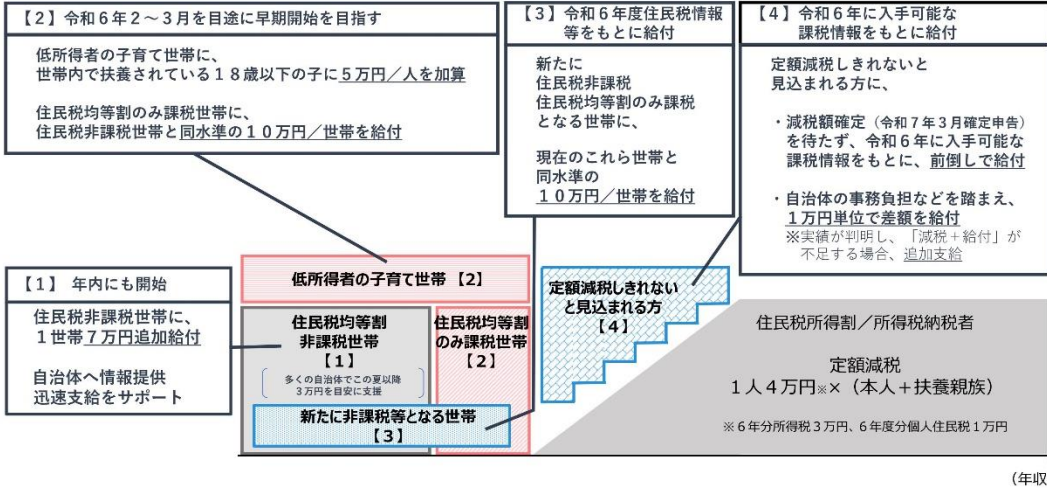 【２】令和６年２～３月を目途に早期開始を目指す
低所得者の子育て世帯に、
世帯内で扶養されている１８歳以下の子に５万円／人を加算
住民税均等割のみ課税世帯に、
住民税非課税世帯と同水準の１０万円／世帯を給付
【３】令和６年度住民税情報
等をもとに給付
新たに
住民税非課税
住民税均等割のみ課税
となる世帯に、
現在のこれら世帯と
同水準の
１０万円／世帯を給付
【４】令和６年に入手可能な
課税情報をもとに給付
定額減税しきれないと
見込まれる方に、
・減税額確定（令和７年３月確定申告）
を待たず、令和６年に入手可能な
課税情報をもとに、前倒しで給付
・自治体の事務負担などを踏まえ、
１万円単位で差額を給付
※実績が判明し、「減税＋給付」が
不足する場合、追加支給
【１】 年内にも開始
住民税非課税世帯に、
１世帯７万円追加給付
自治体へ情報提供
迅速支給をサポート
低所得者の子育て世帯【２】
住民税均等割
非課税世帯
【１】
多くの自治体でこの夏以降
３万円を目安に支援
住民税均等割
のみ課税世帯
【２】
新たに非課税等となる世帯
【３】
定額減税しきれない
と見込まれる方
【４】
住民税所得割／所得税納税者
定額減税
１人４万円※×（本人＋扶養親族）
※６年分所得税３万円、６年度分個人住民税１万円
（年収